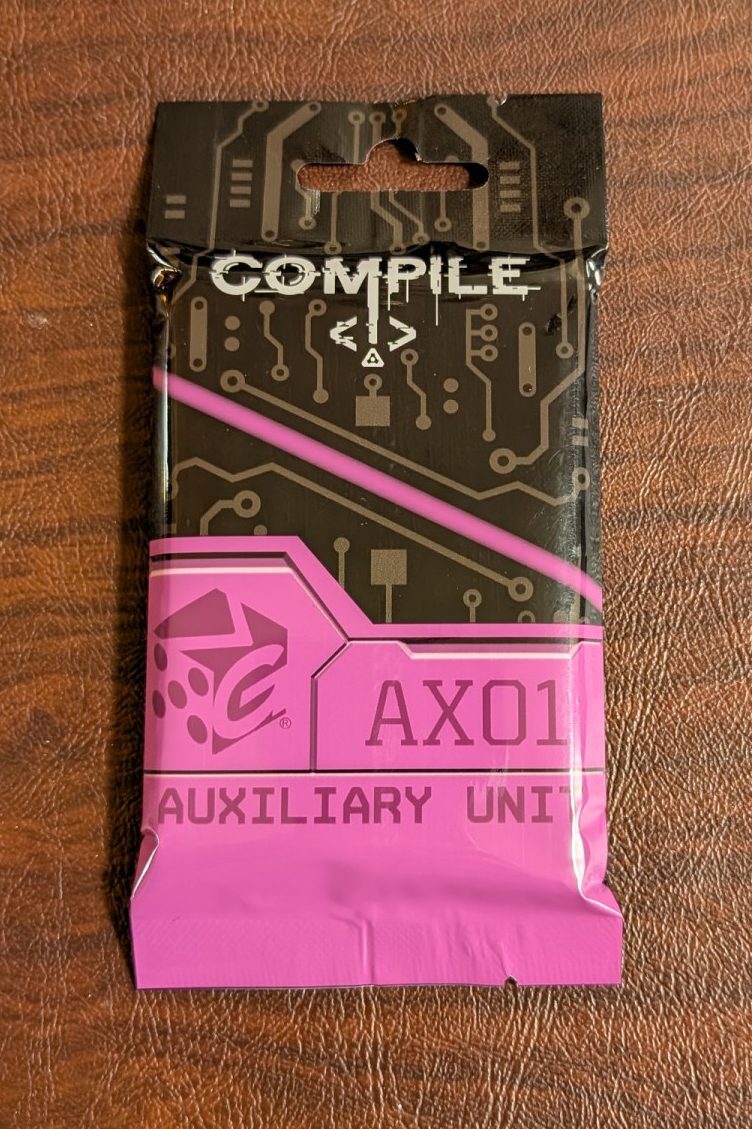 COMPILE
< >
®
AX01
AUXILIARY UNIT